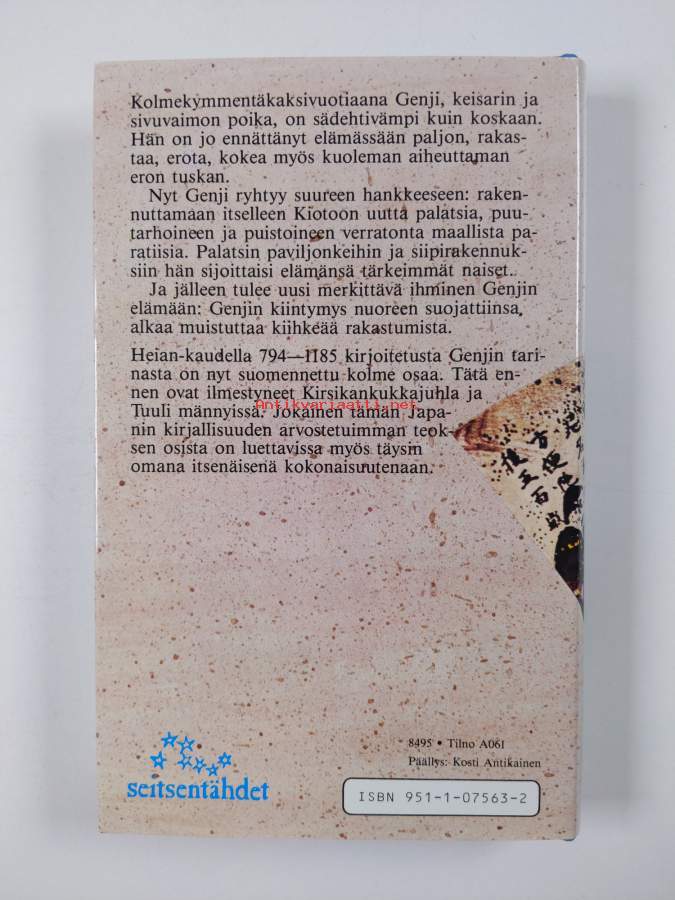 Kolmekymmentäkaksivuotiaana Genji, keisarin ja
sivuvaimon poika, on sädehtivämpi kuin koskaan.
Hän on jo ennättänyt elämässään paljon, rakas-
taa, erota, kokea myös kuoleman aiheuttaman
eron tuskan.
Nyt Genji ryhtyy suureen hankkeeseen: raken-
nuttamaan itselleen Kiotoon uutta palatsia, puu-
tarhoineen ja puistoineen verratonta maallista pa-
ratiisia. Palatsin paviljonkeihin ja siipirakennuk-
siin hän sijoittaisi elämänsä tärkeimmät naiset.
Ja jälleen tulee uusi merkittävä ihminen Genjin
elämään: Genjin kiintymys nuoreen suojattiinsa
alkaa muistuttaa kiihkeää rakastumista.
Heian-kaudella 794—1185 kirjoitetusta Genjin tari-
nasta on nyt suomennettu kolme osaa. Tätä en-
nen ovat ilmestyneet Kirsikankukkajuhla ja
Antikvariaatti.net
Tuuli männyissä. Jokainen tämän Japa-
nin kirjallisuuden arvostetuimman teok-
sen osista on luettavissa myös täysin
omana itsenäisenä kokonaisuutenaan.
方便
五百
8495 • Tilno A061
Päällys: Kosti Antikainen
seitsentähdet
ISBN 951-1-07563-2